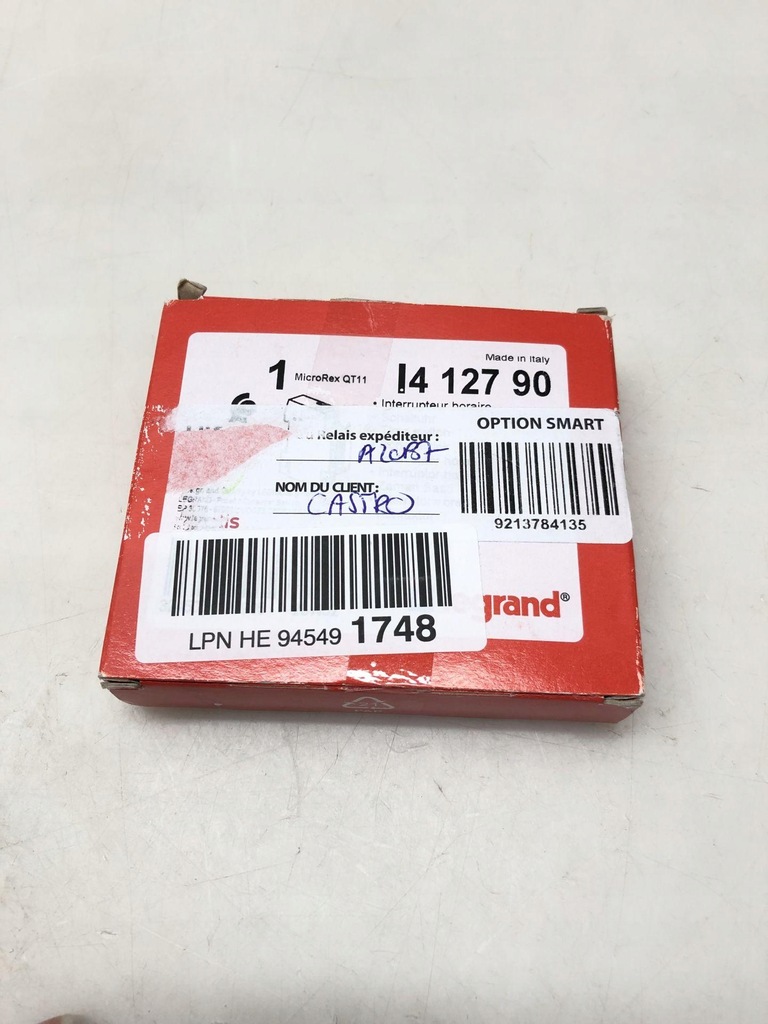 Made in Italy
1 MicroRex QT11 4 127 90
• Interrupteur horaire
Relais expéditeur :
OPTION SMART
NOM DU CLIENT :
CASTRO
9213784135
grand®
LPN HE 94549 1748